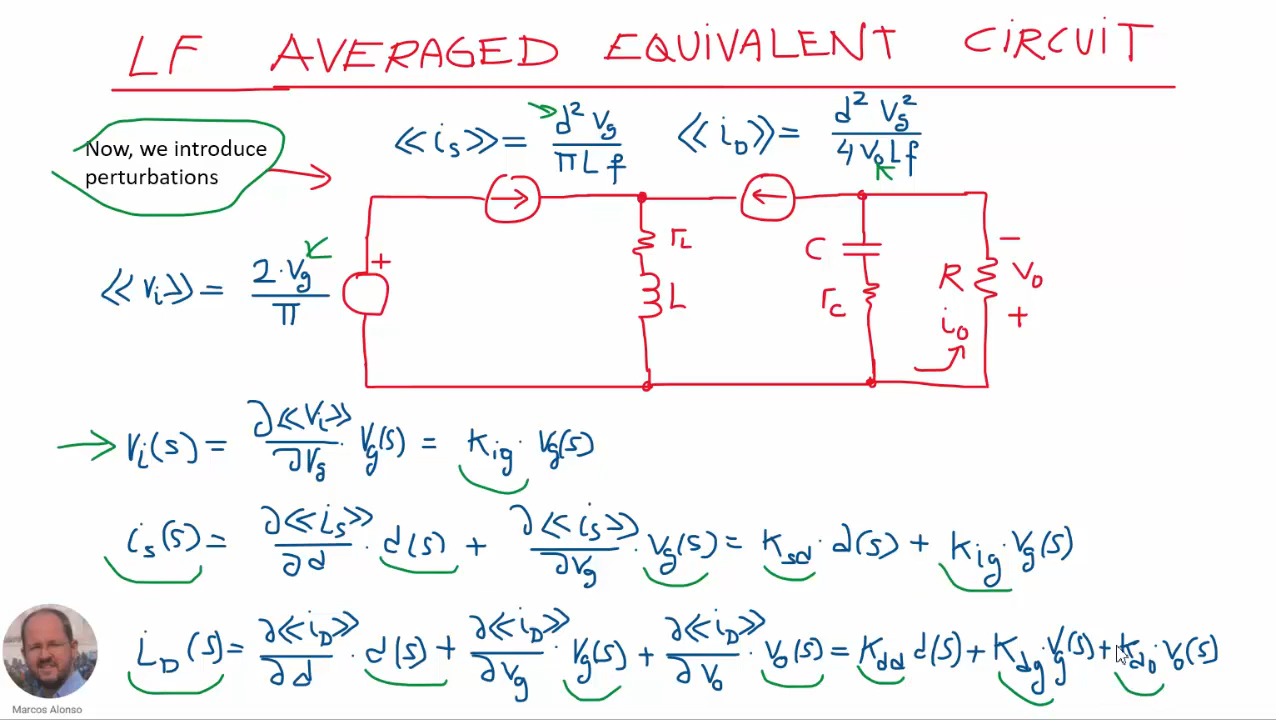 LF AVERAGED EQUIVALENT CIRCUIT
Now, we introduce
perturbations
≪is≫ = d² Vg / π L f
≪iD≫ = d² Vg² / 4 Vo L f
≪Vi≫ = 2·Vg / π
+
rL
L
C
rC
R
−
Vo
+
io
Vi(s) = ∂≪Vi≫/∂Vg · Vg(s) = Kig · Vg(s)
is(s) = ∂≪is≫/∂d · d(s) + ∂≪is≫/∂Vg · Vg(s) = Ksd · d(s) + Kig · Vg(s)
iD(s) = ∂≪iD≫/∂d · d(s) + ∂≪iD≫/∂Vg · Vg(s) + ∂≪iD≫/∂Vo · Vo(s) = Kdd d(s) + Kdg · Vg(s) + Kdo · Vo(s)
Marcos Alonso